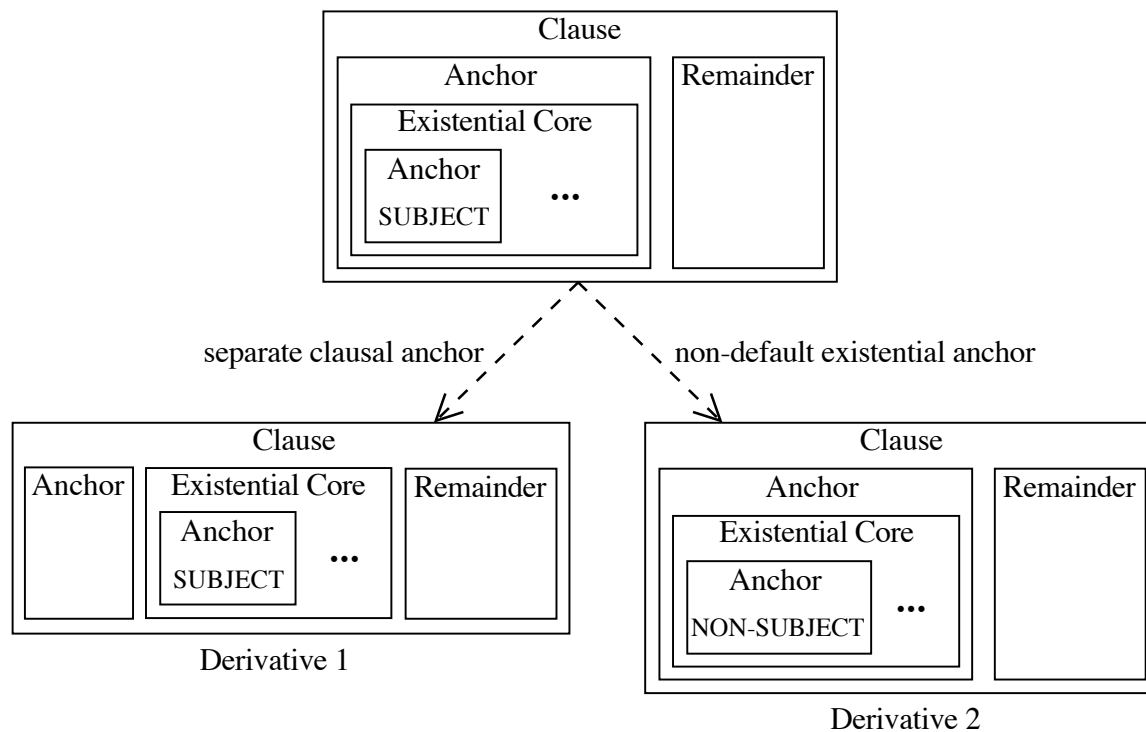 Clause
Anchor
Remainder
Existential Core
Anchor
SUBJECT
...
separate clausal anchor
non-default existential anchor
Clause
Anchor
Existential Core
Remainder
Anchor
SUBJECT
...
Derivative 1
Clause
Anchor
Remainder
Existential Core
Anchor
NON-SUBJECT
...
Derivative 2